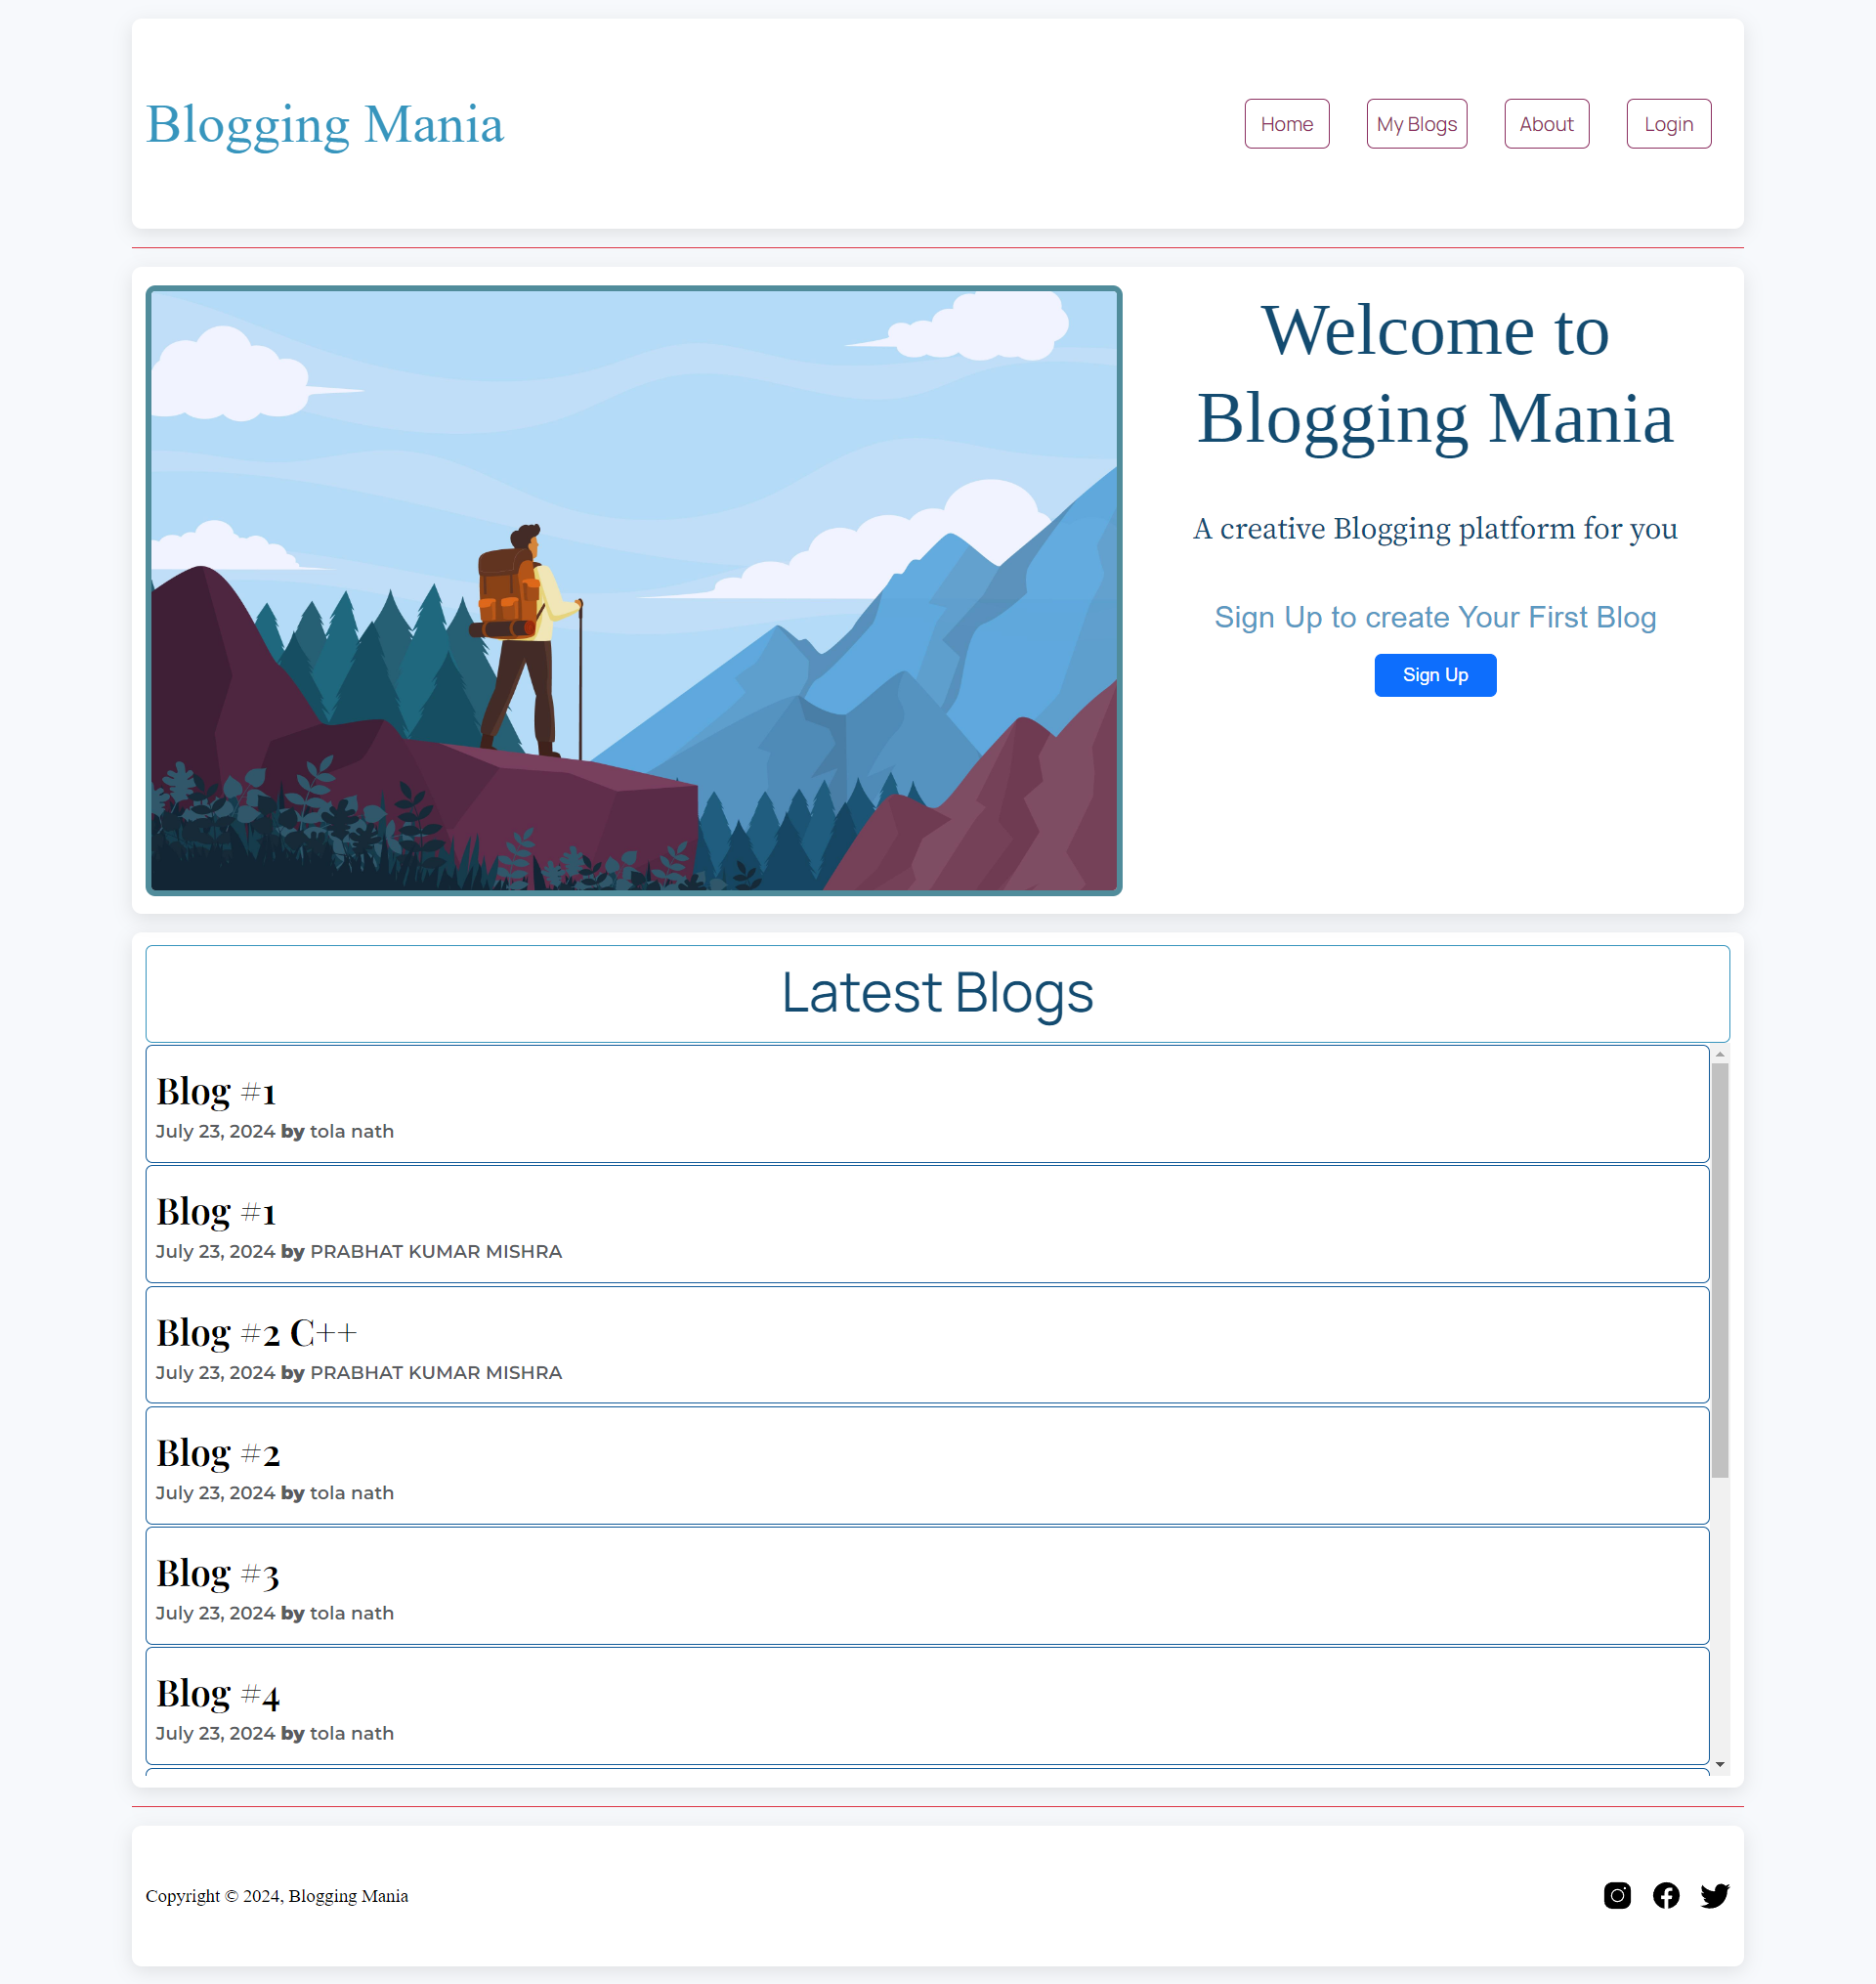 Blogging Mania
Home
My Blogs
About
Login
Welcome to
Blogging Mania
A creative Blogging platform for you
Sign Up to create Your First Blog
Sign Up
Latest Blogs
Blog #1
July 23, 2024 by tola nath
Blog #1
July 23, 2024 by PRABHAT KUMAR MISHRA
Blog #2 C++
July 23, 2024 by PRABHAT KUMAR MISHRA
Blog #2
July 23, 2024 by tola nath
Blog #3
July 23, 2024 by tola nath
Blog #4
July 23, 2024 by tola nath
Copyright © 2024, Blogging Mania